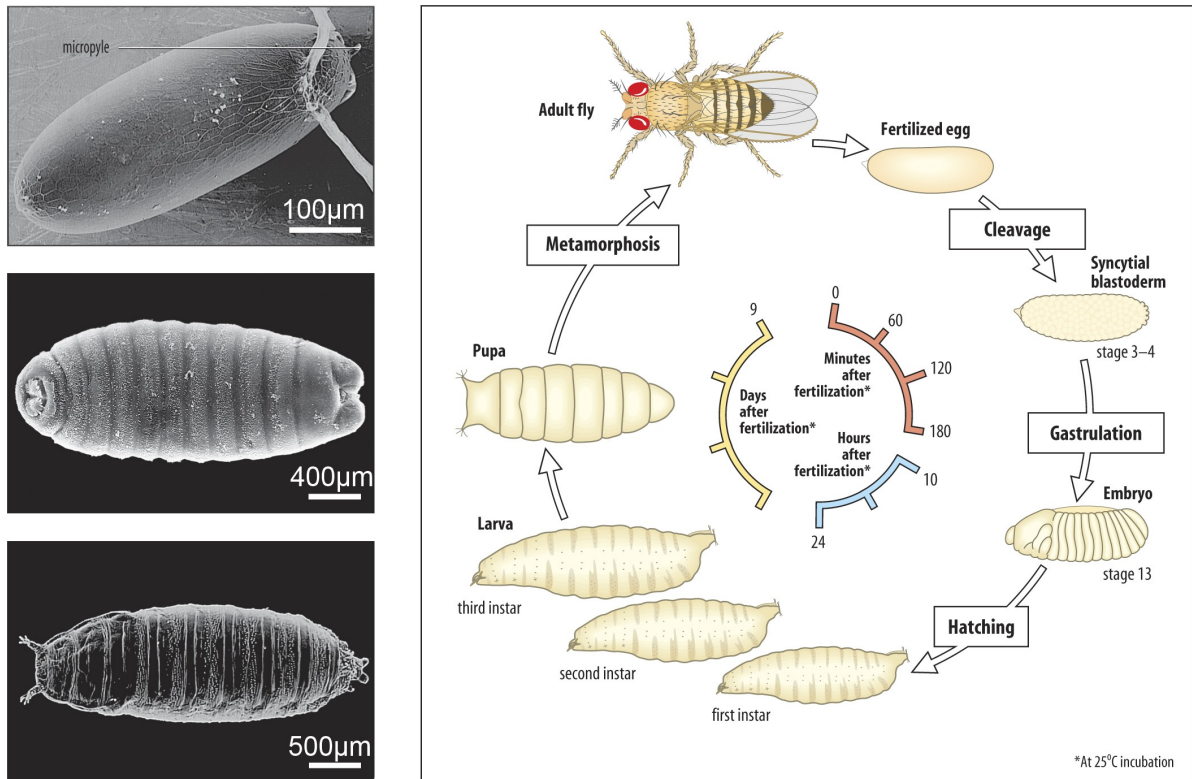 micropyle
100µm
400µm
500µm
Adult fly
Fertilized egg
Cleavage
Syncytial
blastoderm
stage 3–4
Gastrulation
Embryo
stage 13
Hatching
first instar
second instar
third instar
Larva
Pupa
Metamorphosis
0
60
120
180
Minutes
after
fertilization*
Hours
after
fertilization*
10
24
Days
after
fertilization*
9
*At 25⁰C incubation